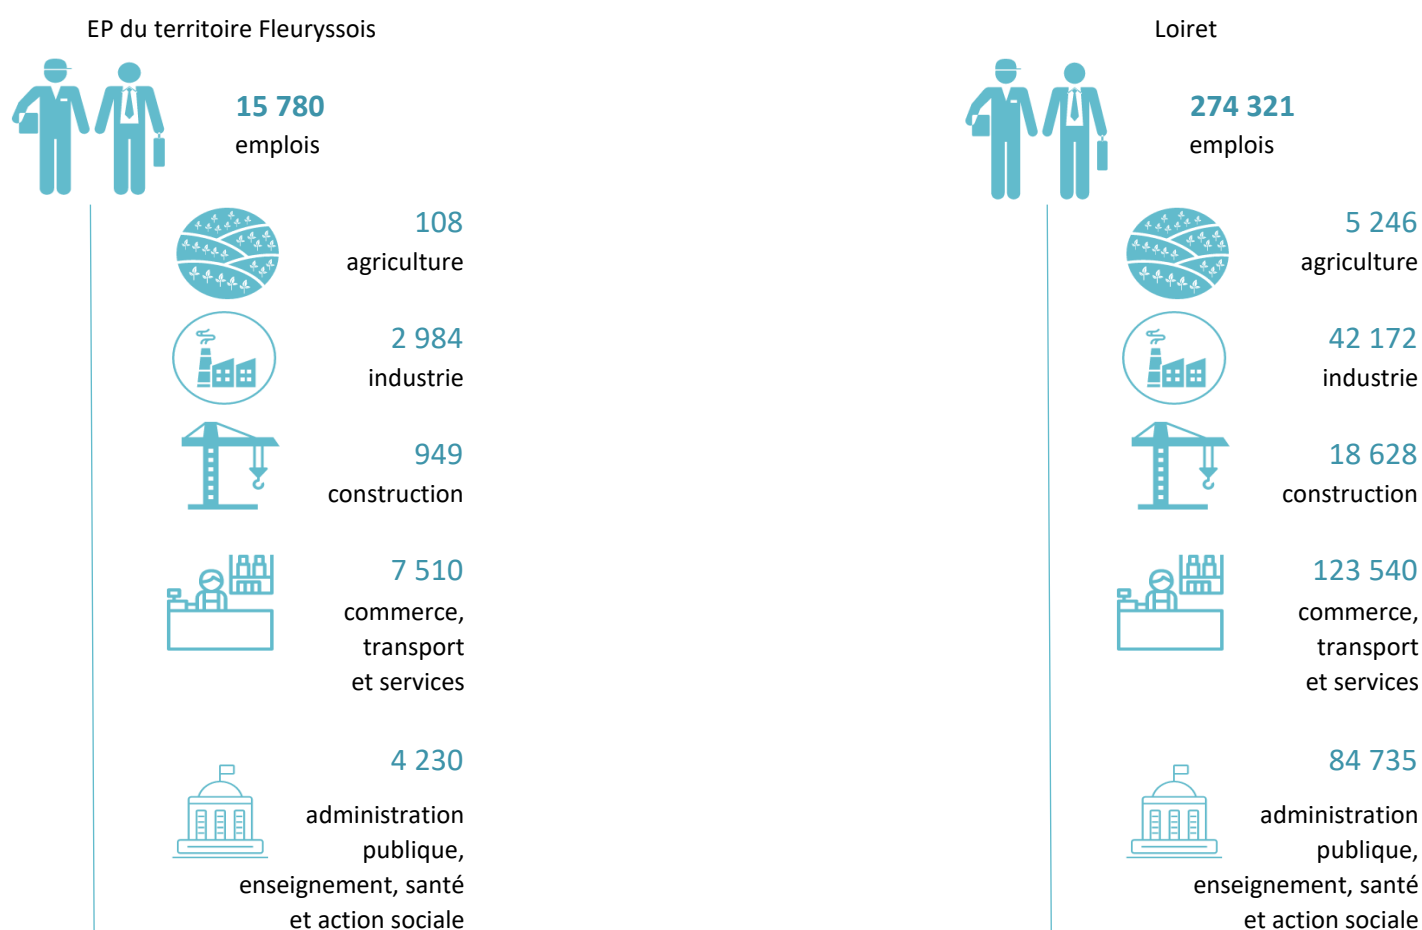 EP du territoire Fleuryssois
15 780
emplois
108
agriculture
2 984
industrie
949
construction
7 510
commerce,
transport
et services
4 230
administration
publique,
enseignement, santé
et action sociale
Loiret
274 321
emplois
5 246
agriculture
42 172
industrie
18 628
construction
123 540
commerce,
transport
et services
84 735
administration
publique,
enseignement, santé
et action sociale